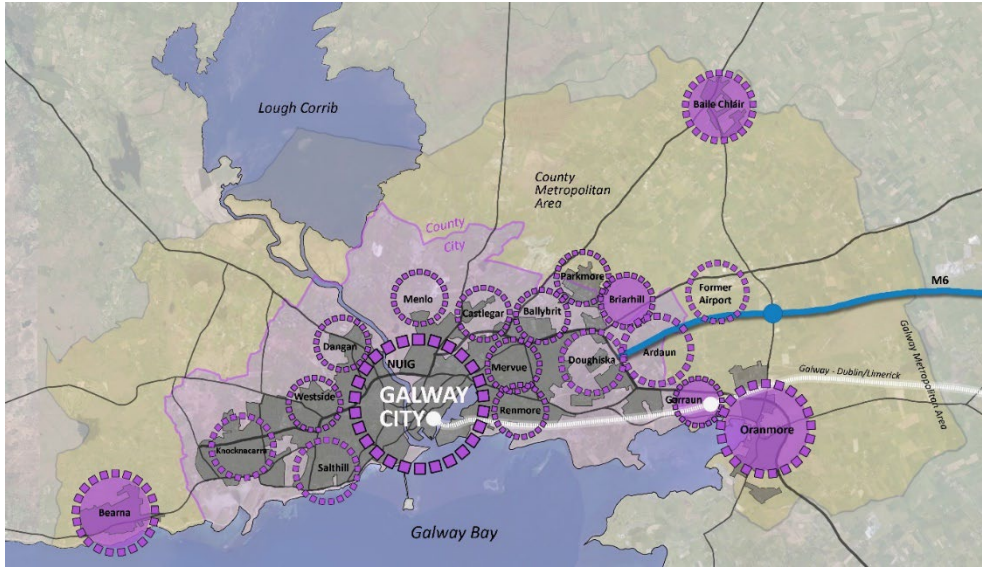 Baile Chláir
Lough Corrib
County
Metropolitan
Area
County
City
Parkmore
Former
Airport
M6
Menlo
Briarhill
Castlegar
Ballybrit
Dangan
Doughiska
Ardaun
NUIG
Mervue
Galway - Dublin/Limerick
Galway Metropolitan Area
Westside
GALWAY
CITY
Renmore
Garraun
Oranmore
Knocknacarra
Salthill
Bearna
Galway Bay